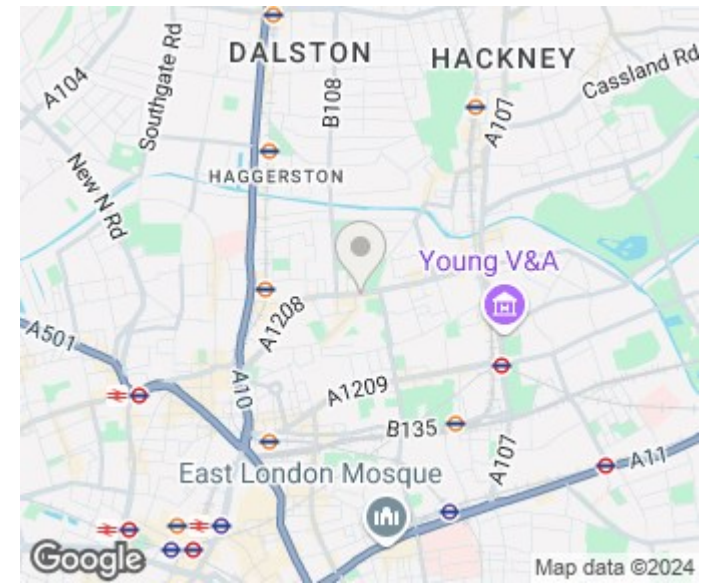 DALSTON
HACKNEY
Cassland Rd
A104
Southgate Rd
B108
A107
New N Rd
HAGGERSTON
Young V&A
A1208
A501
A10
A1209
B135
A107
A11
East London Mosque
Google
Map data ©2024